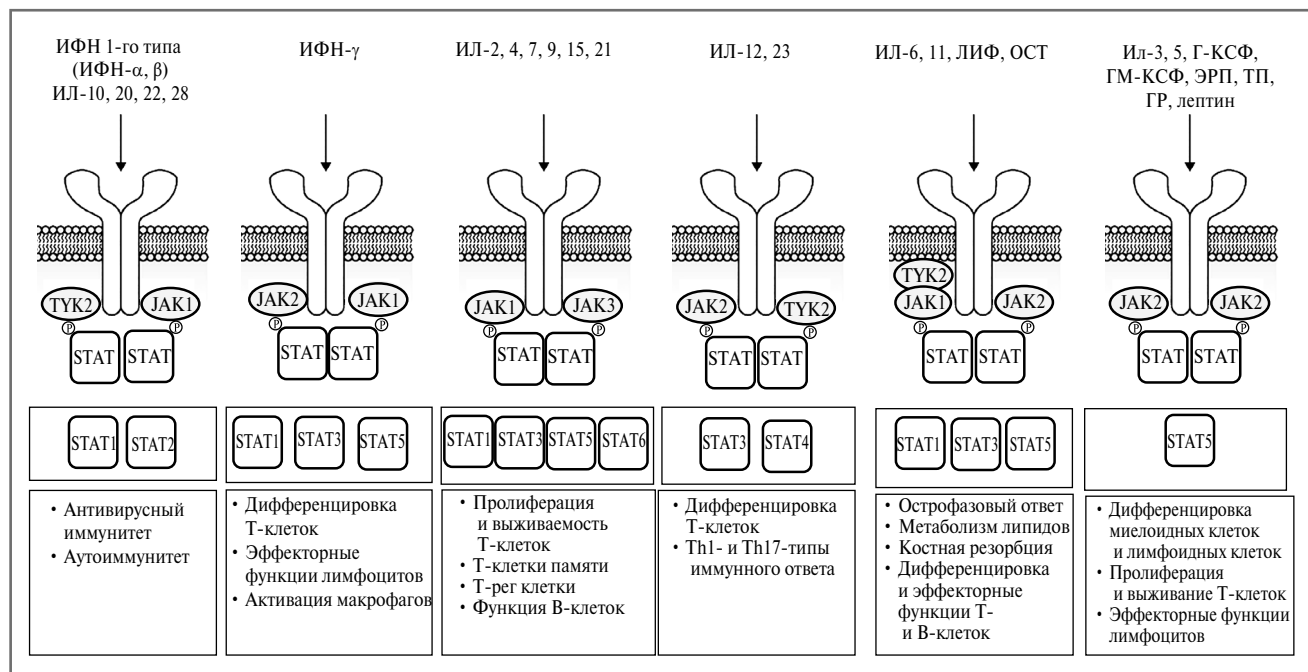 ИФН 1-го типа
(ИФН-α, β)
ИЛ-10, 20, 22, 28
ИФН-γ
ИЛ-2, 4, 7, 9, 15, 21
ИЛ-12, 23
ИЛ-6, 11, ЛИФ, ОСТ
Ил-3, 5, Г-КСФ,
ГМ-КСФ, ЭРП, ТП,
ГР, лептин
TYK2
JAK1
P
P
STAT
STAT
JAK2
JAK1
P
P
STAT
STAT
JAK1
JAK3
P
P
STAT
STAT
JAK2
TYK2
P
P
STAT
STAT
TYK2
JAK1
JAK2
P
P
STAT
STAT
JAK2
JAK2
P
P
STAT
STAT
STAT1
STAT2
STAT1
STAT3
STAT5
STAT1
STAT3
STAT5
STAT6
STAT3
STAT4
STAT1
STAT3
STAT5
STAT5
• Антивирусный
иммунитет
• Аутоиммунитет
• Дифференцировка
Т-клеток
• Эффекторные
функции лимфоцитов
• Активация макрофагов
• Пролиферация
и выживаемость
Т-клеток
• Т-клетки памяти
• Т-рег клетки
• Функция В-клеток
• Дифференцировка
Т-клеток
• Th1- и Th17-типы
иммунного ответа
• Острофазовый ответ
• Метаболизм липидов
• Костная резорбция
• Дифференцировка
и эффекторные
функции Т-
и В-клеток
• Дифференцировка
миелоидных клеток
и лимфоидных клеток
• Пролиферация
и выживание Т-клеток
• Эффекторные функции
лимфоцитов